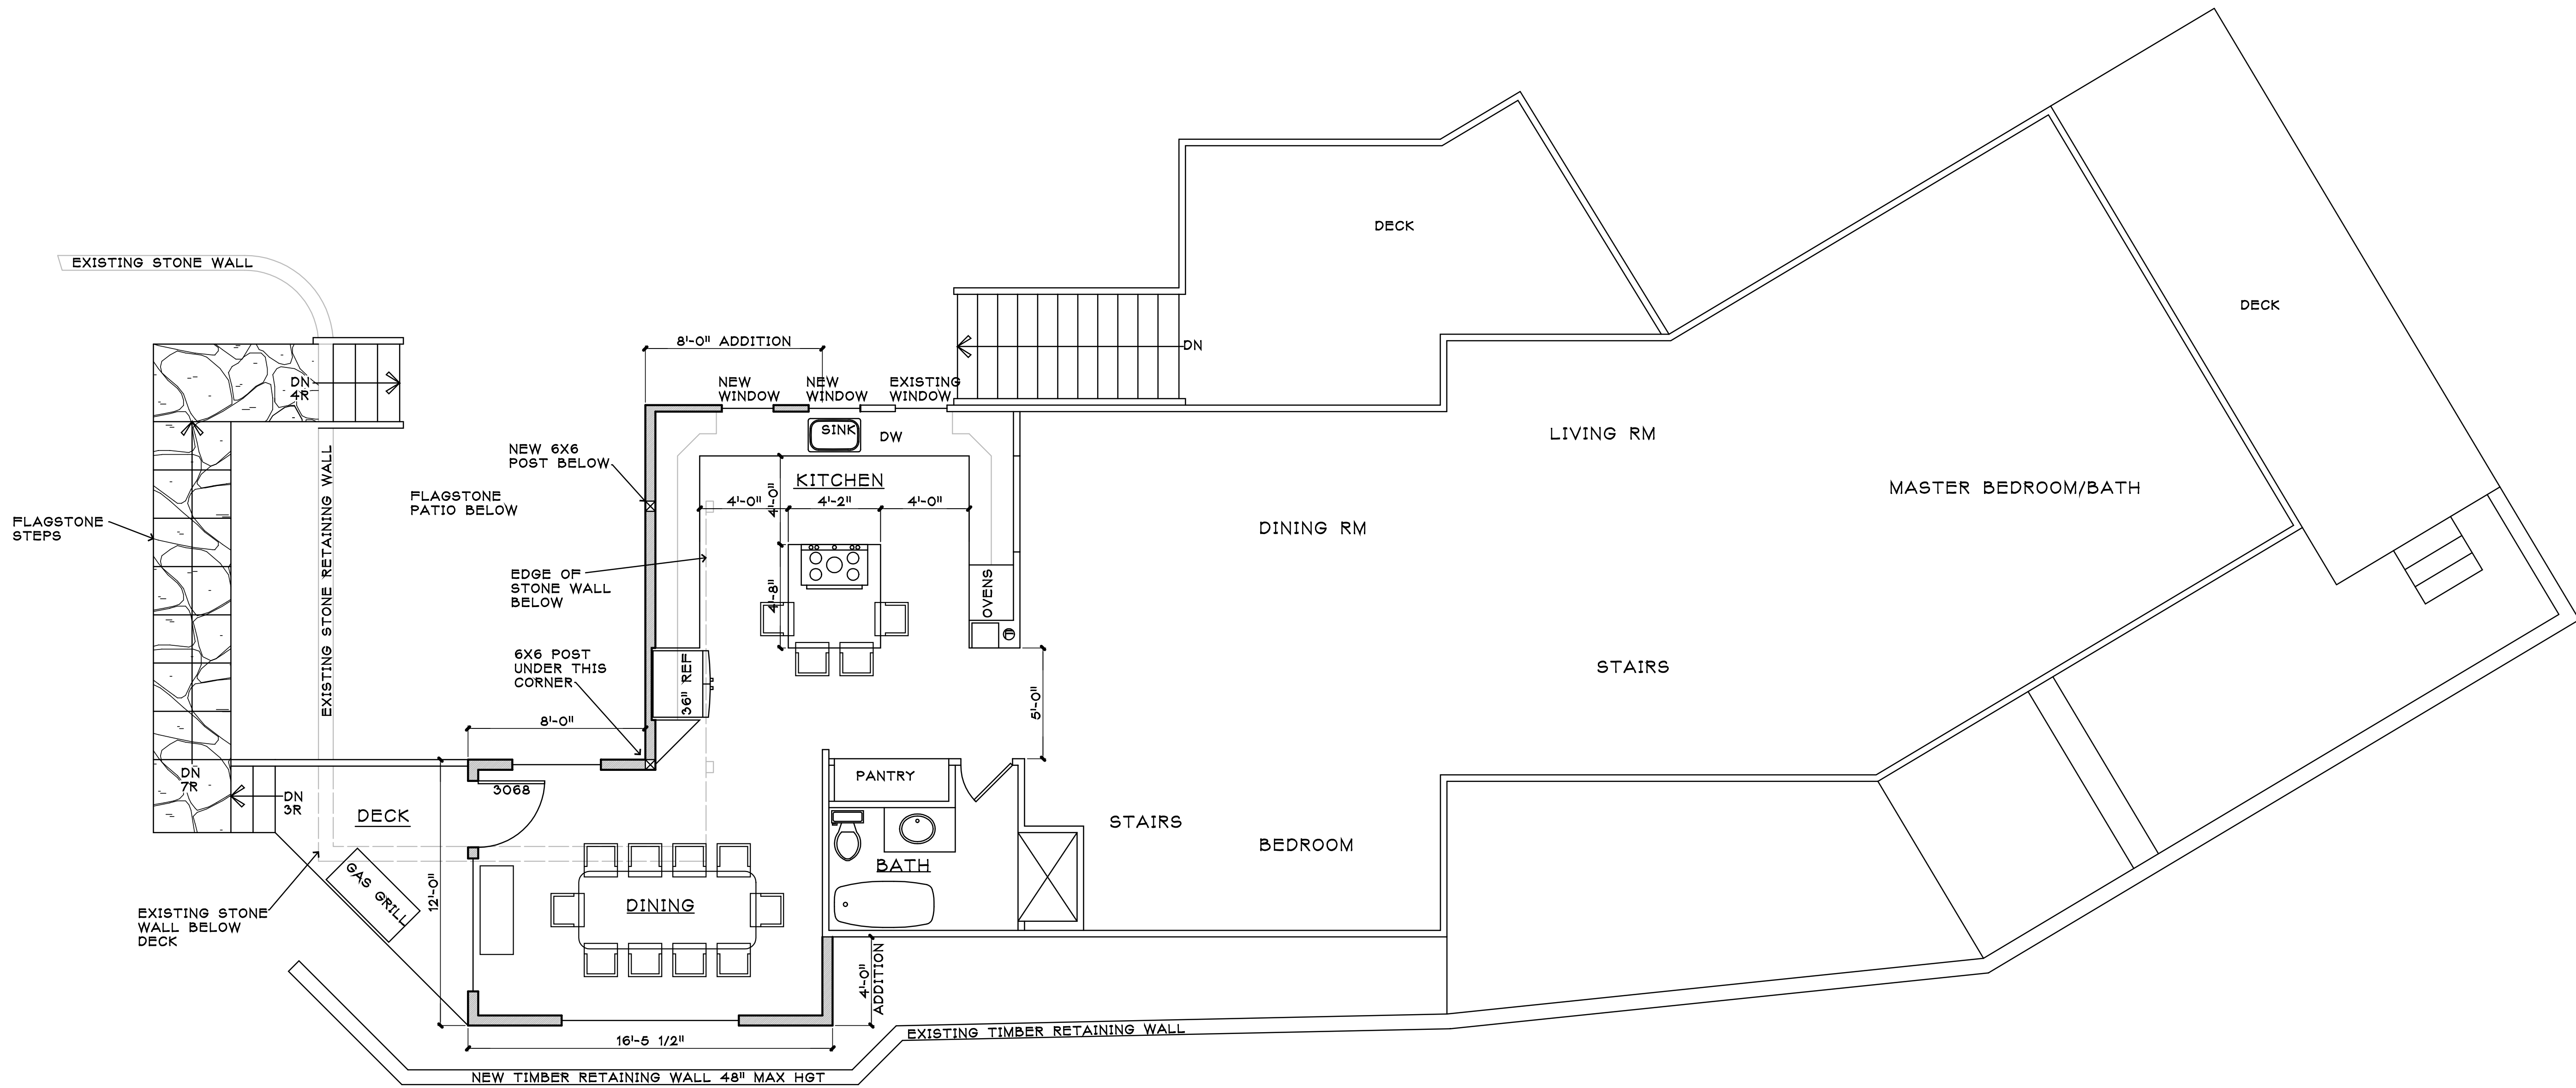 DECK
EXISTING STONE WALL
DECK
8'-0" ADDITION
DN
DN
4R
NEW
WINDOW
NEW
WINDOW
EXISTING
WINDOW
SINK
DW
LIVING RM
NEW 6X6
POST BELOW
KITCHEN
MASTER BEDROOM/BATH
FLAGSTONE
PATIO BELOW
4'-0"
4'-0"
4'-2"
4'-0"
FLAGSTONE
STEPS
DINING RM
EXISTING STONE RETAINING WALL
EDGE OF
STONE WALL
BELOW
4'-8"
OVENS
6X6 POST
UNDER THIS
CORNER
36" REF
STAIRS
5'-0"
8'-0"
DN
7R
DN
3R
3068
PANTRY
DECK
STAIRS
BEDROOM
BATH
GAS GRILL
12'-0"
DINING
EXISTING STONE
WALL BELOW
DECK
4'-0"
ADDITION
EXISTING TIMBER RETAINING WALL
16'-5 1/2"
NEW TIMBER RETAINING WALL 48" MAX HGT